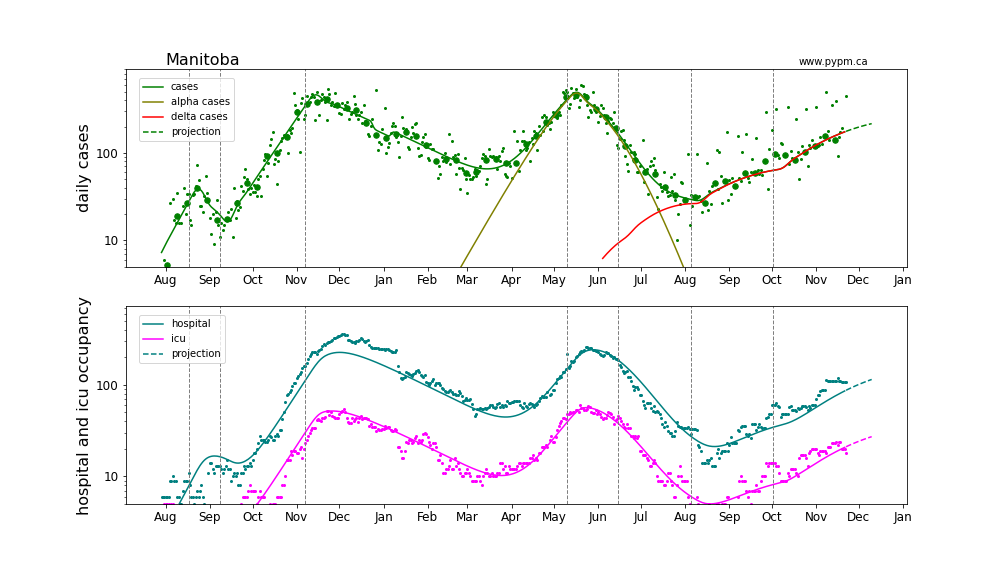 Manitoba
www.pypm.ca
daily cases
cases
alpha cases
delta cases
projection
100
10
Aug Sep Oct Nov Dec Jan Feb Mar Apr May Jun Jul Aug Sep Oct Nov Dec Jan
hospital and icu occupancy
hospital
icu
projection
100
10
Aug Sep Oct Nov Dec Jan Feb Mar Apr May Jun Jul Aug Sep Oct Nov Dec Jan